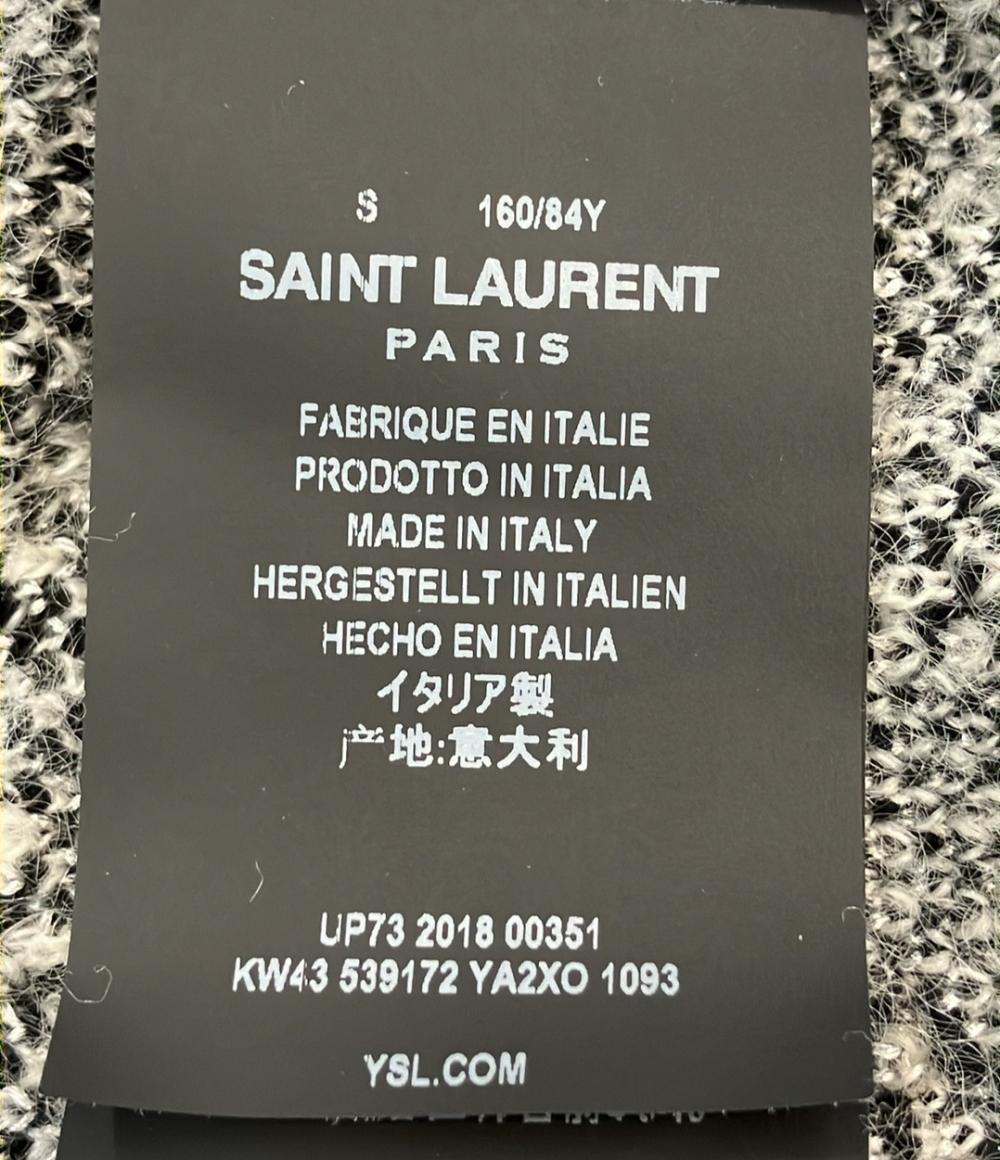 S 160/84Y
SAINT LAURENT
PARIS
FABRIQUE EN ITALIE
PRODOTTO IN ITALIA
MADE IN ITALY
HERGESTELLT IN ITALIEN
HECHO EN ITALIA
イタリア製
产地:意大利
UP73 2018 00351
KW43 539172 YA2XO 1093
YSL.COM